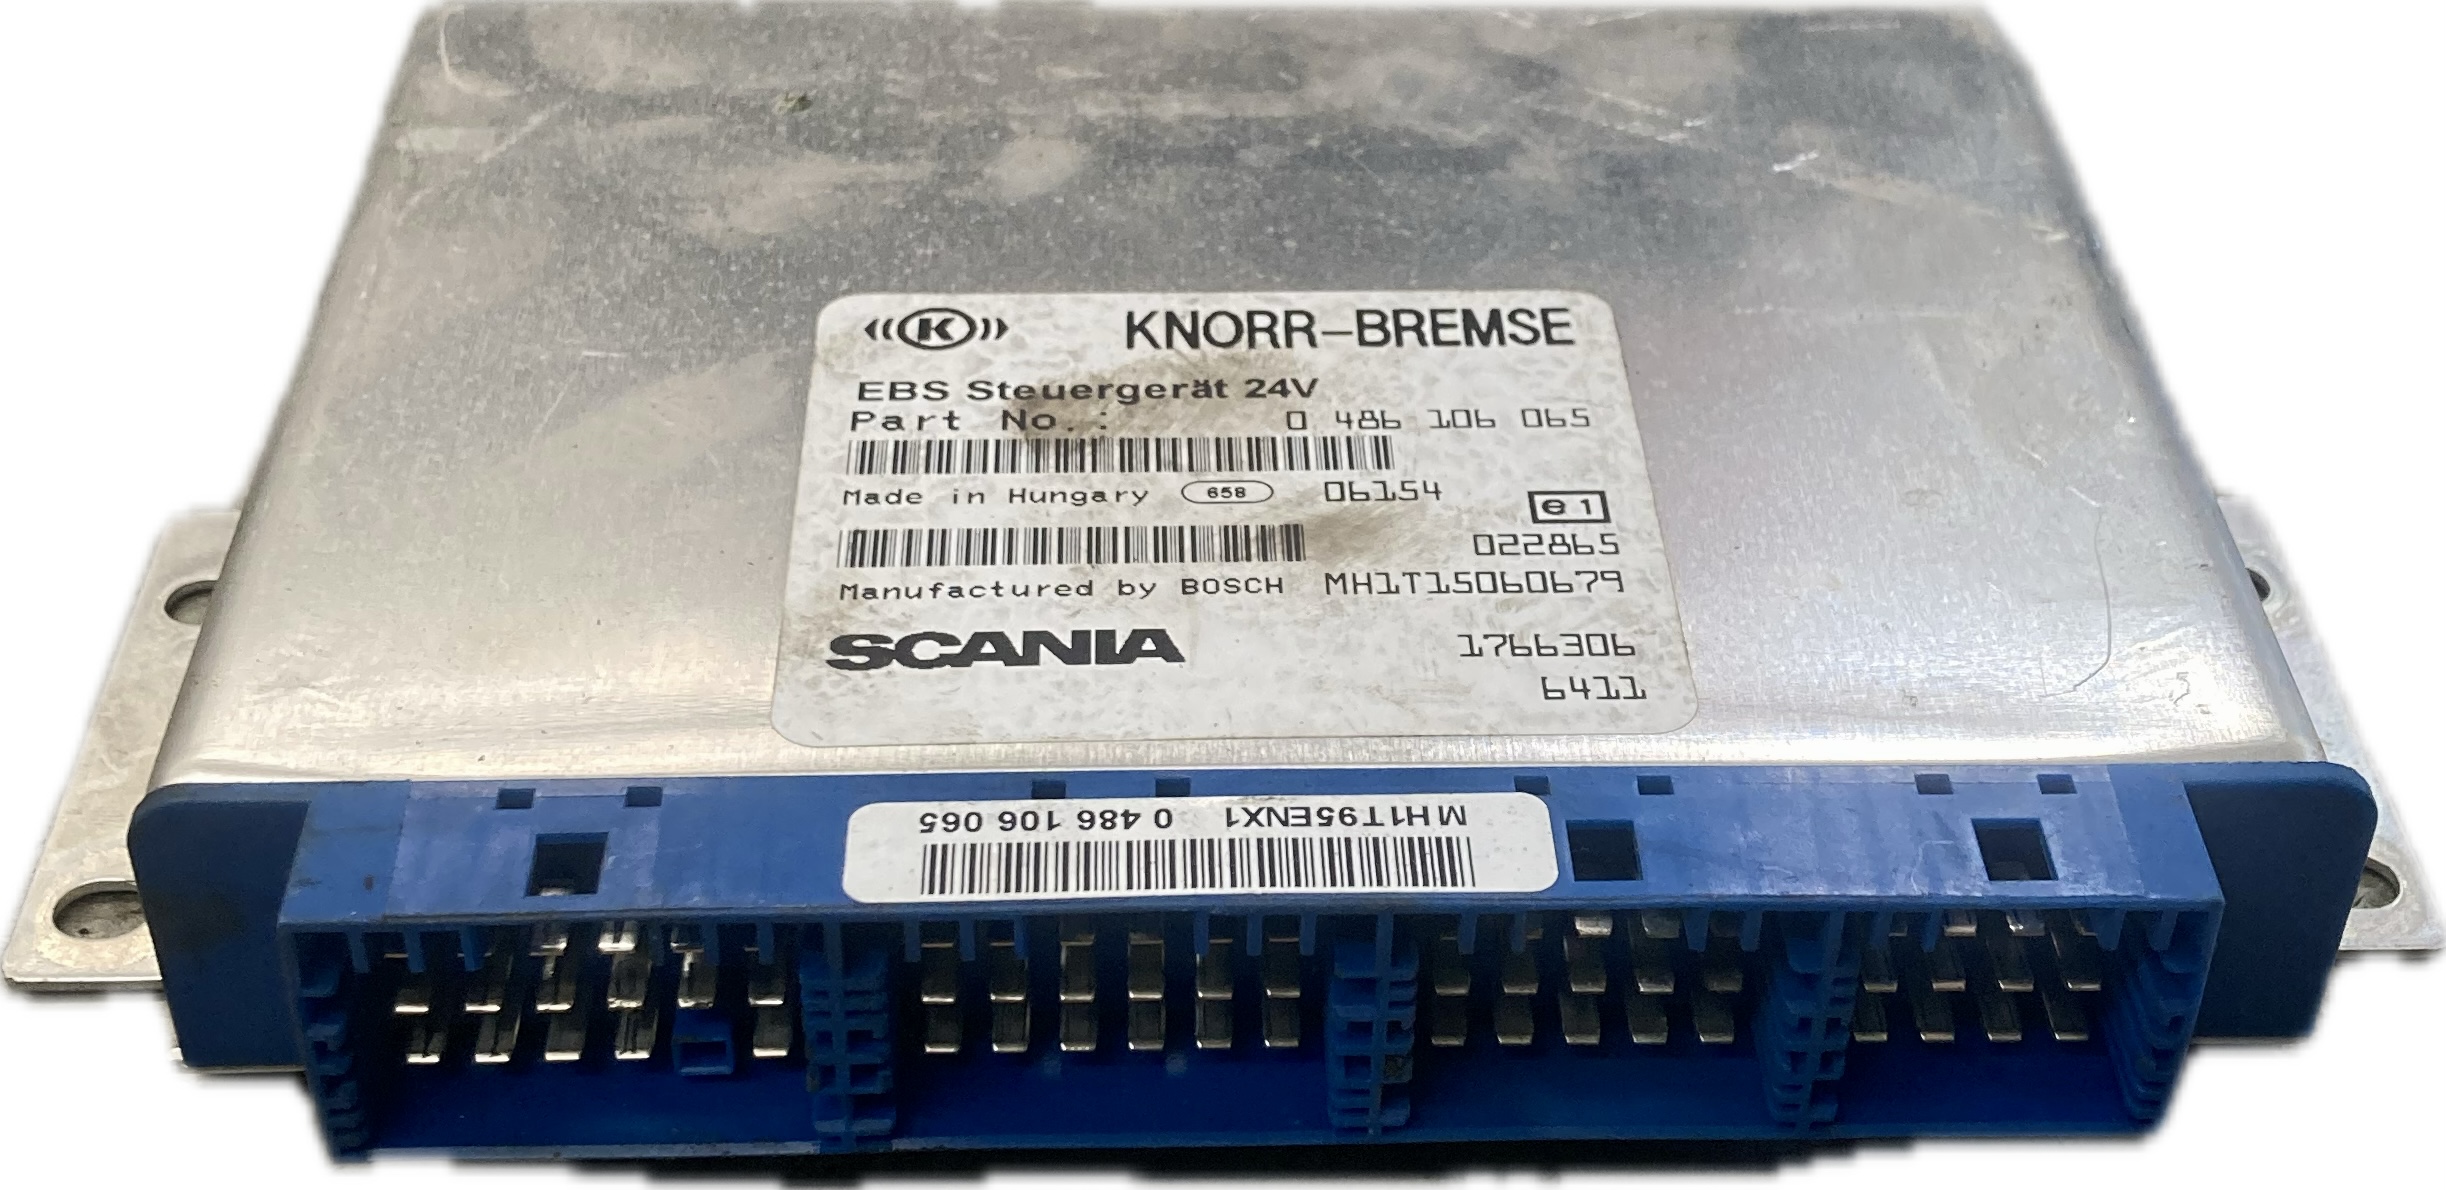 K KNORR-BREMSE
EBS Steuergerät 24V
Part No.: 0 486 106 065
Made in Hungary 658 06154
e1
022865
Manufactured by BOSCH MH1T15060679
SCANIA 1766306
6411
MH1T95ENX1 0 486 106 065